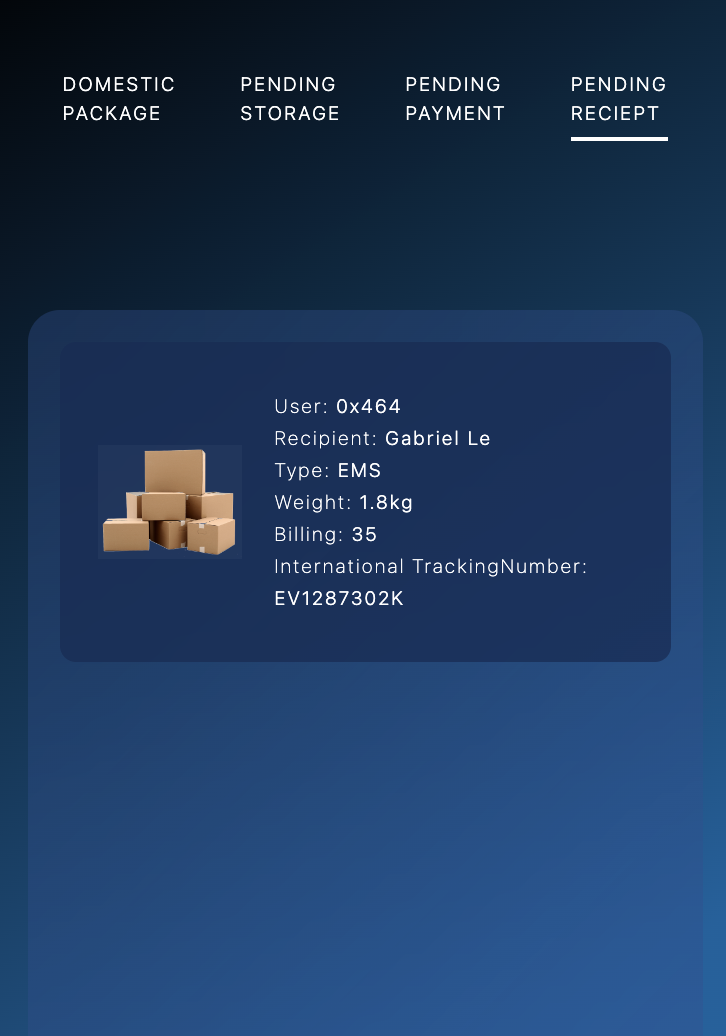 DOMESTIC
PACKAGE
PENDING
STORAGE
PENDING
PAYMENT
PENDING
RECIEPT
User: 0x464
Recipient: Gabriel Le
Type: EMS
Weight: 1.8kg
Billing: 35
International TrackingNumber:
EV1287302K